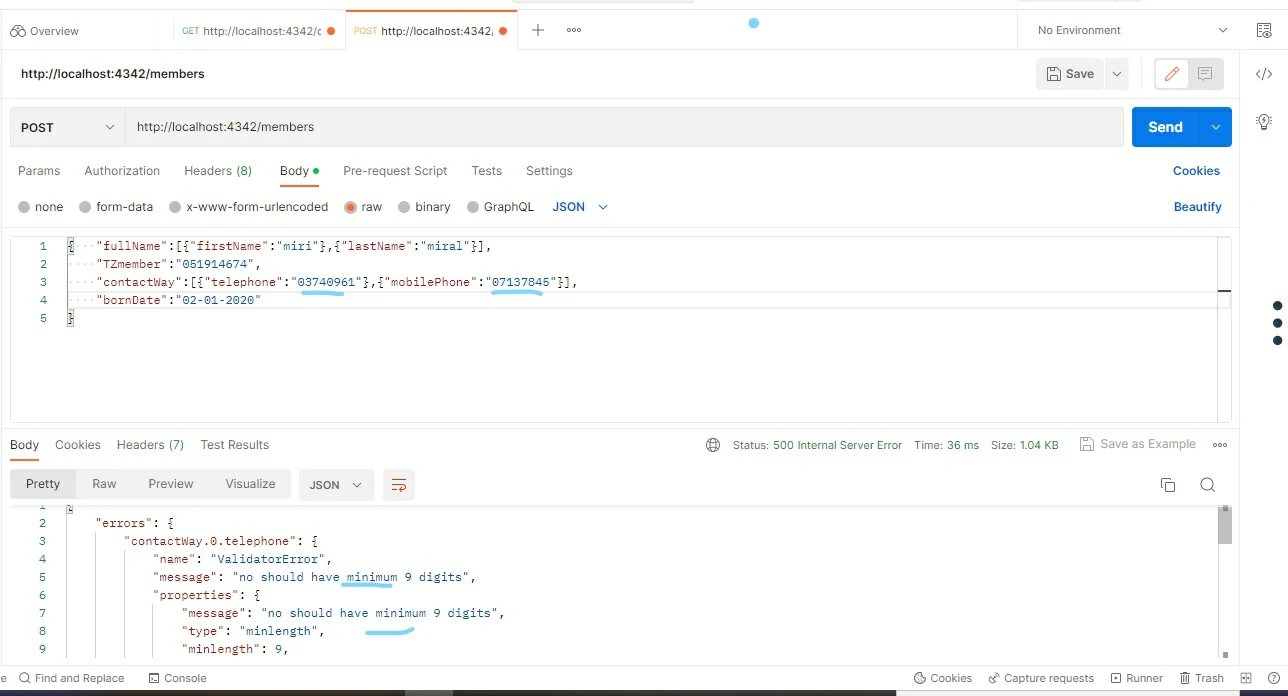 Overview
GET http://localhost:4342/c
POST http://localhost:4342,
No Environment
http://localhost:4342/members
Save
POST http://localhost:4342/members
Send
Params Authorization Headers (8) Body Pre-request Script Tests Settings
Cookies
none form-data x-www-form-urlencoded raw binary GraphQL JSON
Beautify
1 { ····"fullName":[{"firstName":"miri"},{"lastName":"miral"}],
2 ····"TZmember":"051914674",
3 ····"contactWay":[{"telephone":"03740961"},{"mobilePhone":"07137845"}],
4 ····"bornDate":"02-01-2020"
5 }
Body Cookies Headers (7) Test Results
Status: 500 Internal Server Error Time: 36 ms Size: 1.04 KB Save as Example
Pretty Raw Preview Visualize JSON
1 {
2 "errors": {
3 "contactWay.0.telephone": {
4 "name": "ValidatorError",
5 "message": "no should have minimum 9 digits",
6 "properties": {
7 "message": "no should have minimum 9 digits",
8 "type": "minlength",
9 "minlength": 9,
e Find and Replace Console
Cookies Capture requests Runner Trash